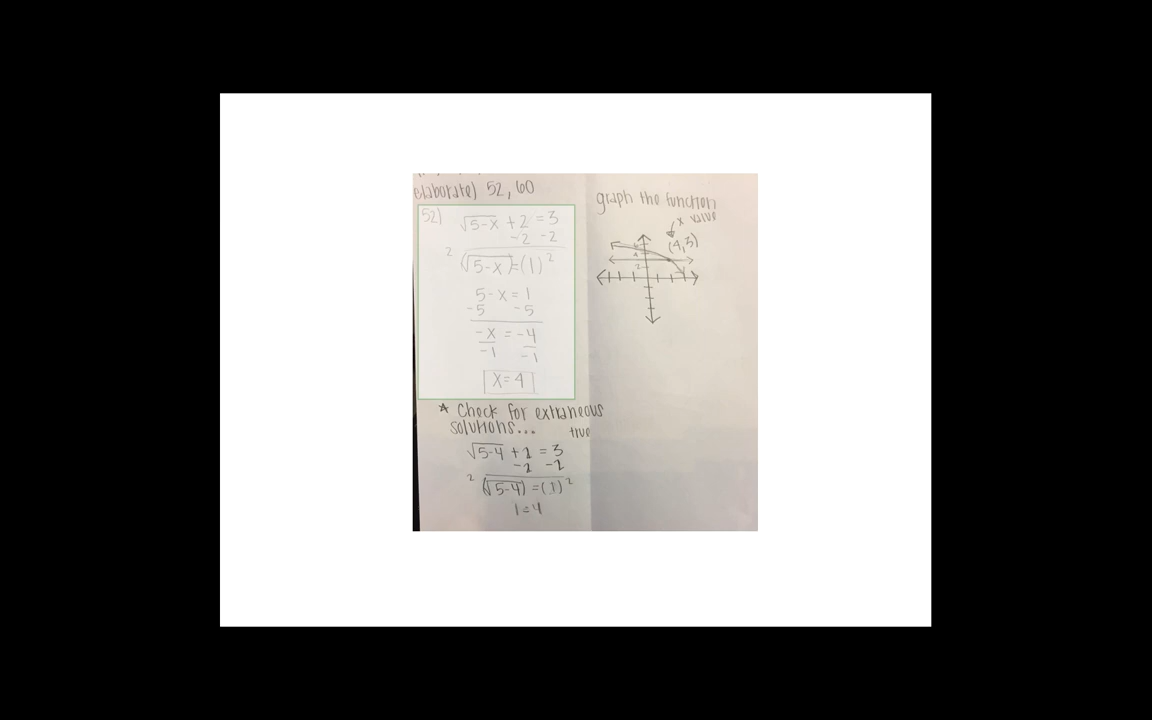 elaborate) 52, 60
52) √5-x +2 =3
-2 -2
2 (√5-x)=(1)2
5-x=1
-5 -5
-x = -4
-1 -1
x=4
* Check for extraneous
solutions... true
√5-4 +2 = 3
-2 -2
2 (√5-4) =(1)2
1=4
graph the function
x value
(4,3)
4
2